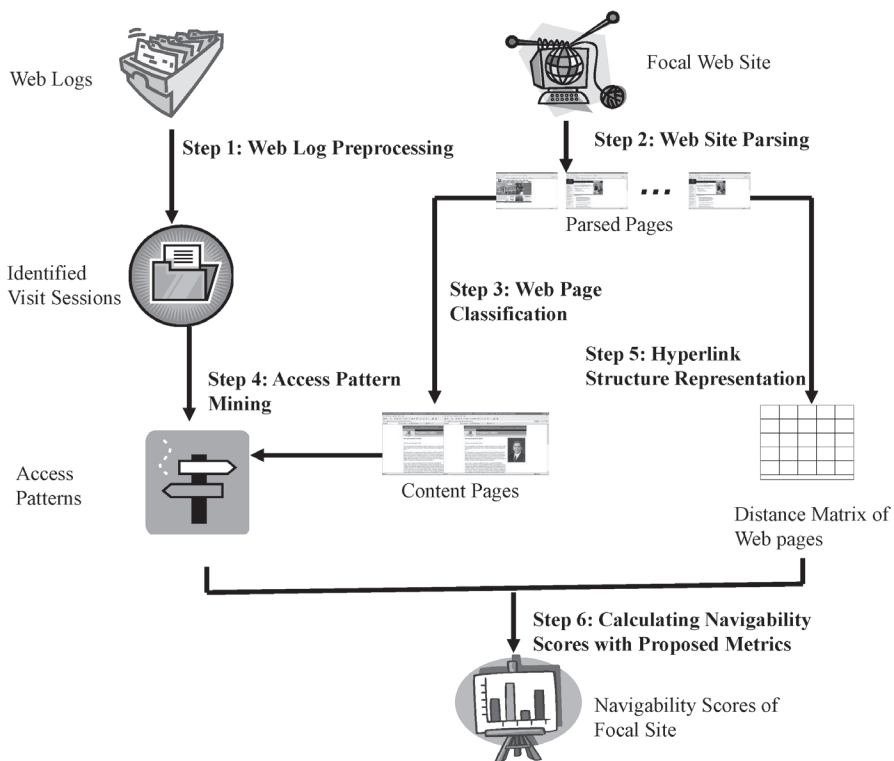 Web Logs
Focal Web Site
Step 1: Web Log Preprocessing
Step 2: Web Site Parsing
...
Parsed Pages
Identified
Visit Sessions
Step 3: Web Page
Classification
Step 4: Access Pattern
Mining
Step 5: Hyperlink
Structure Representation
Access
Patterns
Content Pages
Distance Matrix of
Web pages
Step 6: Calculating Navigability
Scores with Proposed Metrics
Navigability Scores of
Focal Site